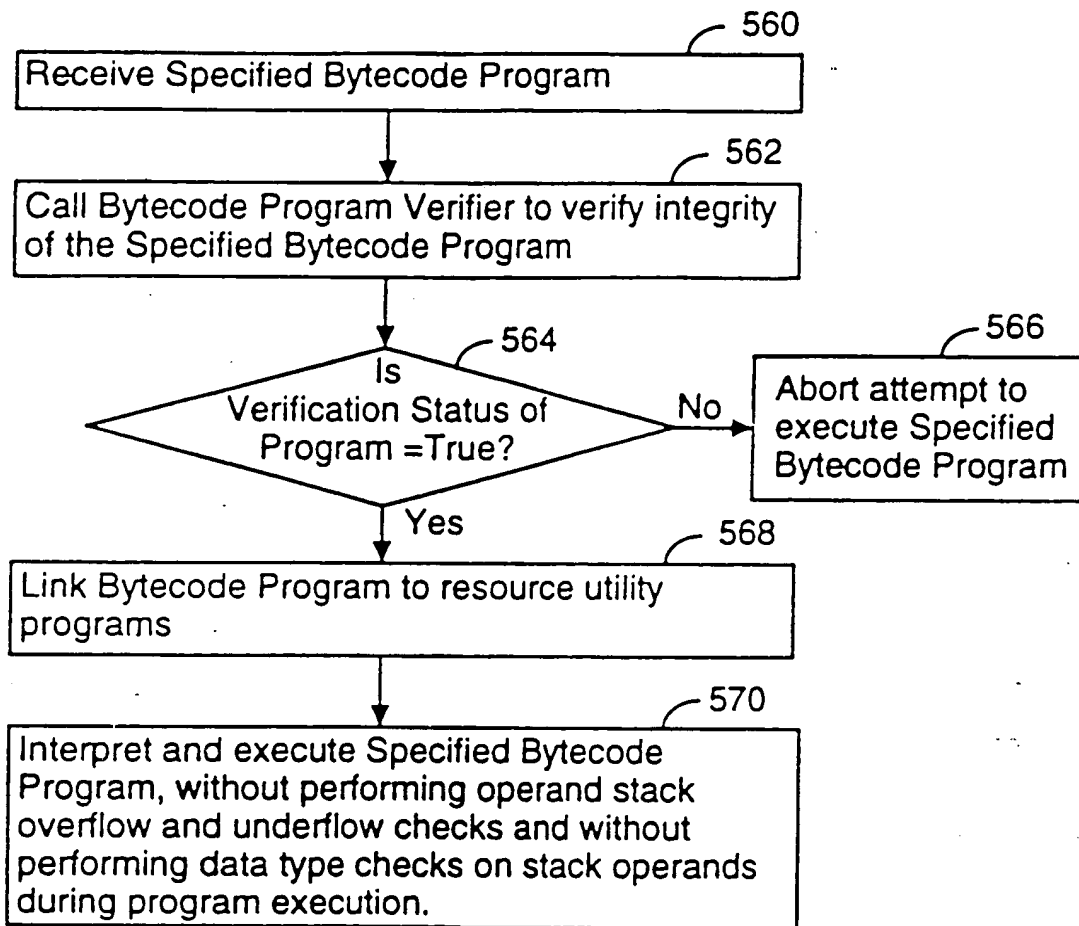 560
Receive Specified Bytecode Program
562
Call Bytecode Program Verifier to verify integrity
of the Specified Bytecode Program
564
Is
Verification Status of
Program =True?
No
566
Abort attempt to
execute Specified
Bytecode Program
Yes
568
Link Bytecode Program to resource utility
programs
570
Interpret and execute Specified Bytecode
Program, without performing operand stack
overflow and underflow checks and without
performing data type checks on stack operands
during program execution.